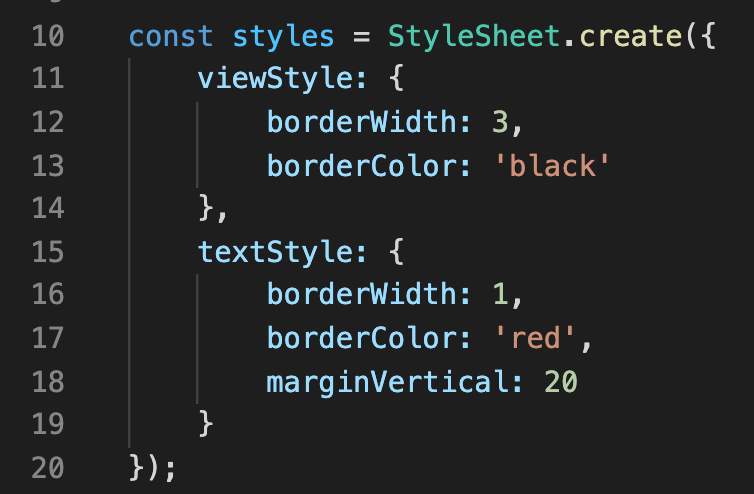 10 const styles = StyleSheet.create({
11 viewStyle: {
12 borderWidth: 3,
13 borderColor: 'black'
14 },
15 textStyle: {
16 borderWidth: 1,
17 borderColor: 'red',
18 marginVertical: 20
19 }
20 });